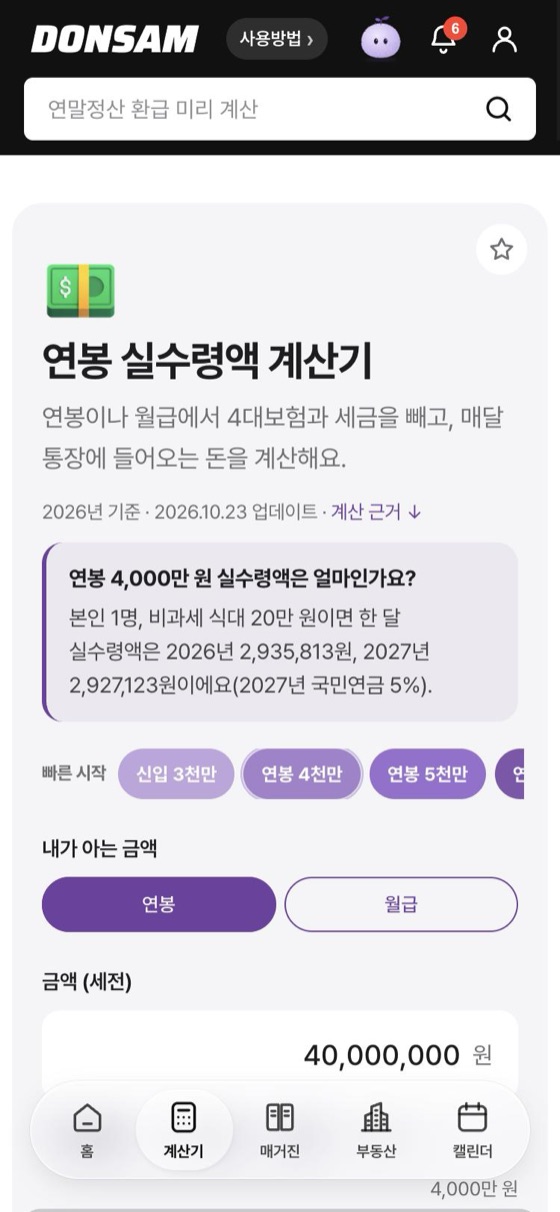 DONSAM
사용방법 ›
6
연말정산 환급 미리 계산
연봉 실수령액 계산기
연봉이나 월급에서 4대보험과 세금을 빼고, 매달
통장에 들어오는 돈을 계산해요.
2026년 기준 · 2026.10.23 업데이트 · 계산 근거 ↓
연봉 4,000만 원 실수령액은 얼마인가요?
본인 1명, 비과세 식대 20만 원이면 한 달
실수령액은 2026년 2,935,813원, 2027년
2,927,123원이에요(2027년 국민연금 5%).
빠른 시작 신입 3천만 연봉 4천만 연봉 5천만
내가 아는 금액
연봉 월급
금액 (세전)
40,000,000 원
홈 계산기 매거진 부동산 캘린더
4,000만 원